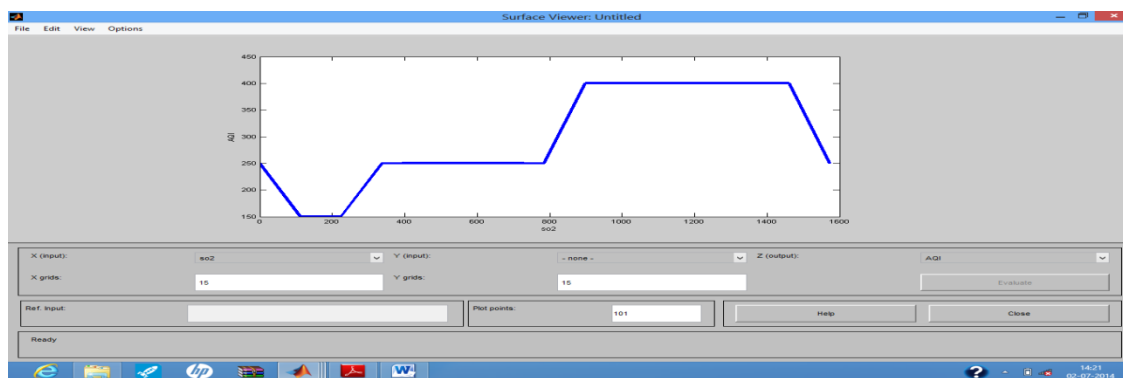 Surface Viewer: Untitled
File Edit View Options
450
400
350
300
250
200
150
AQI
0 200 400 600 800 1000 1200 1400 1600
so2
X (input): so2 Y (input): - none - Z (output): AQI
X grids: 15 Y grids: 15 Evaluate
Ref. Input: Plot points: 101 Help Close
Ready
hp
W
14:21
02-07-2014